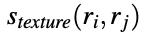 s_{texture}(r_i, r_j)